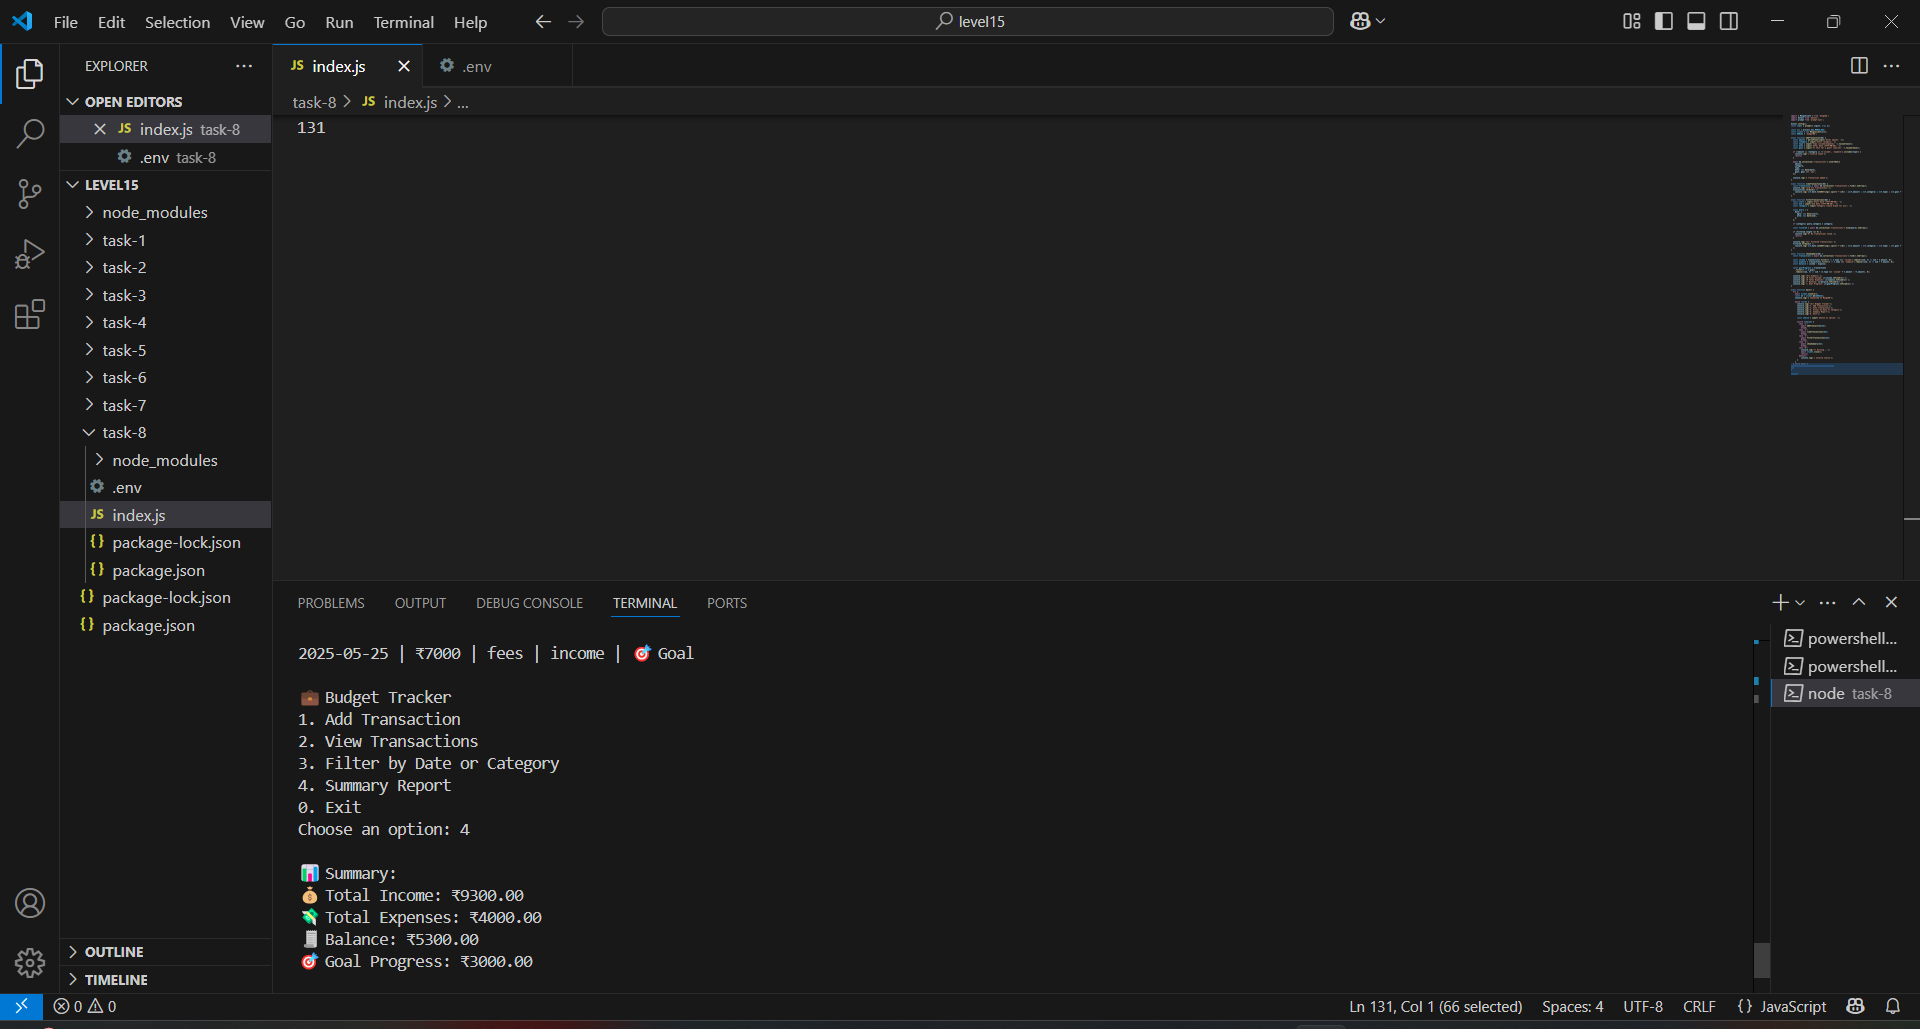 File Edit Selection View Go Run Terminal Help
level15
EXPLORER
OPEN EDITORS
JS index.js task-8
.env task-8
LEVEL15
node_modules
task-1
task-2
task-3
task-4
task-5
task-6
task-7
task-8
node_modules
.env
JS index.js
{} package-lock.json
{} package.json
{} package-lock.json
{} package.json
OUTLINE
TIMELINE
JS index.js
.env
task-8 > JS index.js > ...
131
PROBLEMS OUTPUT DEBUG CONSOLE TERMINAL PORTS
2025-05-25 | ₹7000 | fees | income | 🎯 Goal
💼 Budget Tracker
1. Add Transaction
2. View Transactions
3. Filter by Date or Category
4. Summary Report
0. Exit
Choose an option: 4
📊 Summary:
💰 Total Income: ₹9300.00
💸 Total Expenses: ₹4000.00
🧾 Balance: ₹5300.00
🎯 Goal Progress: ₹3000.00
powershell...
powershell...
node task-8
0 0
Ln 131, Col 1 (66 selected) Spaces: 4 UTF-8 CRLF {} JavaScript